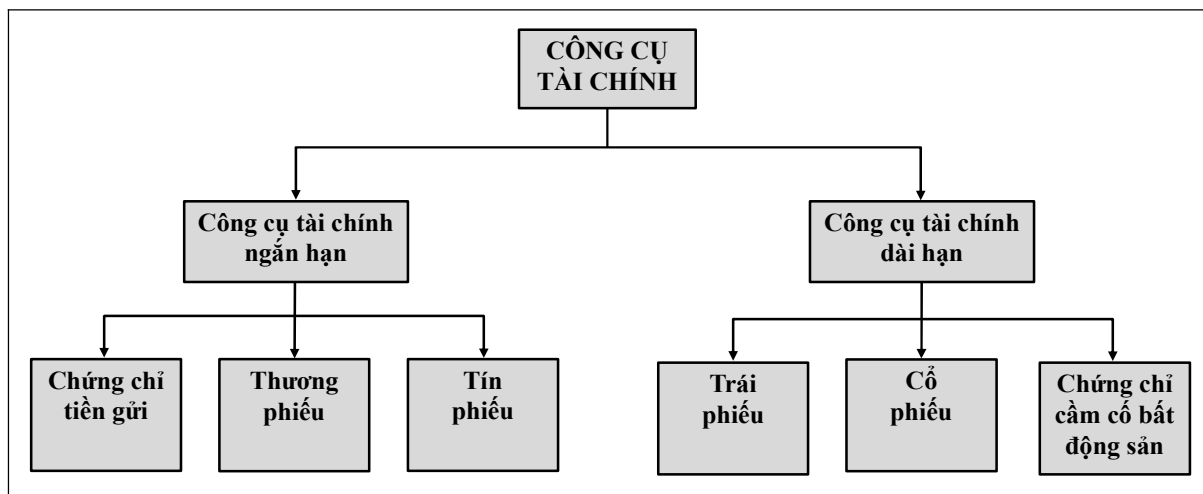 CÔNG CỤ
TÀI CHÍNH
Công cụ tài chính
ngắn hạn
Công cụ tài chính
dài hạn
Chứng chỉ
tiền gửi
Thương
phiếu
Tín
phiếu
Trái
phiếu
Cổ
phiếu
Chứng chỉ
cầm cố bất
động sản